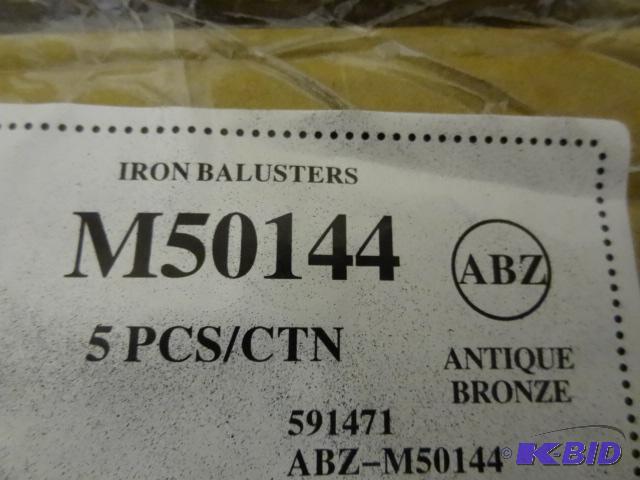 IRON BALUSTERS
M50144
ABZ
5 PCS/CTN
ANTIQUE
BRONZE
591471
ABZ-M50144
© K-BID